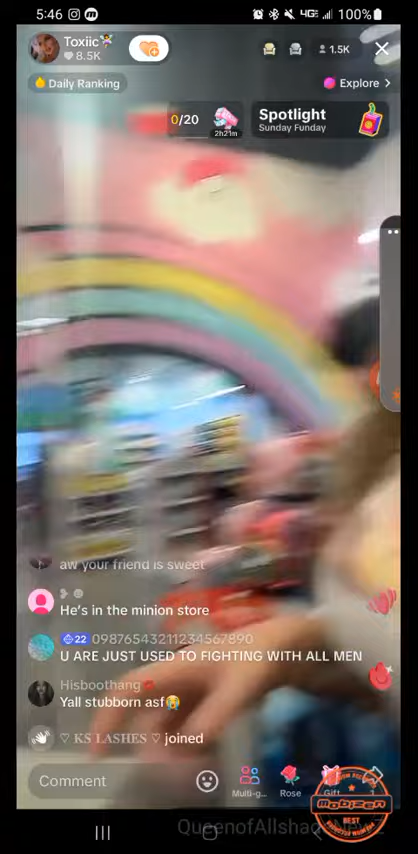 5:46
4GE
100%
Toxiic🧚
8.5K
1.5K
Daily Ranking
Explore >
0/20
2h21m
Spotlight
Sunday Funday
aw your friend is sweet
He's in the minion store
22 09876543211234567890
U ARE JUST USED TO FIGHTING WITH ALL MEN
Hisboothang💋
Yall stubborn asf😭
♡ KS LASHES ♡ joined
Comment
Multi-g...
Rose
Gift
Mobizen
BEST